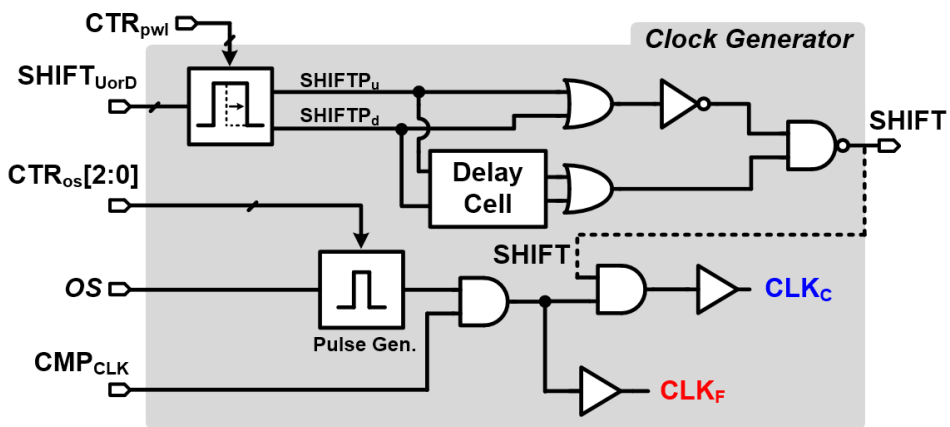 CTRpwl
Clock Generator
SHIFTUorD
SHIFTPu
SHIFTPd
SHIFT
CTRos[2:0]
Delay
Cell
SHIFT
OS
CLKC
Pulse Gen.
CMPCLK
CLKF